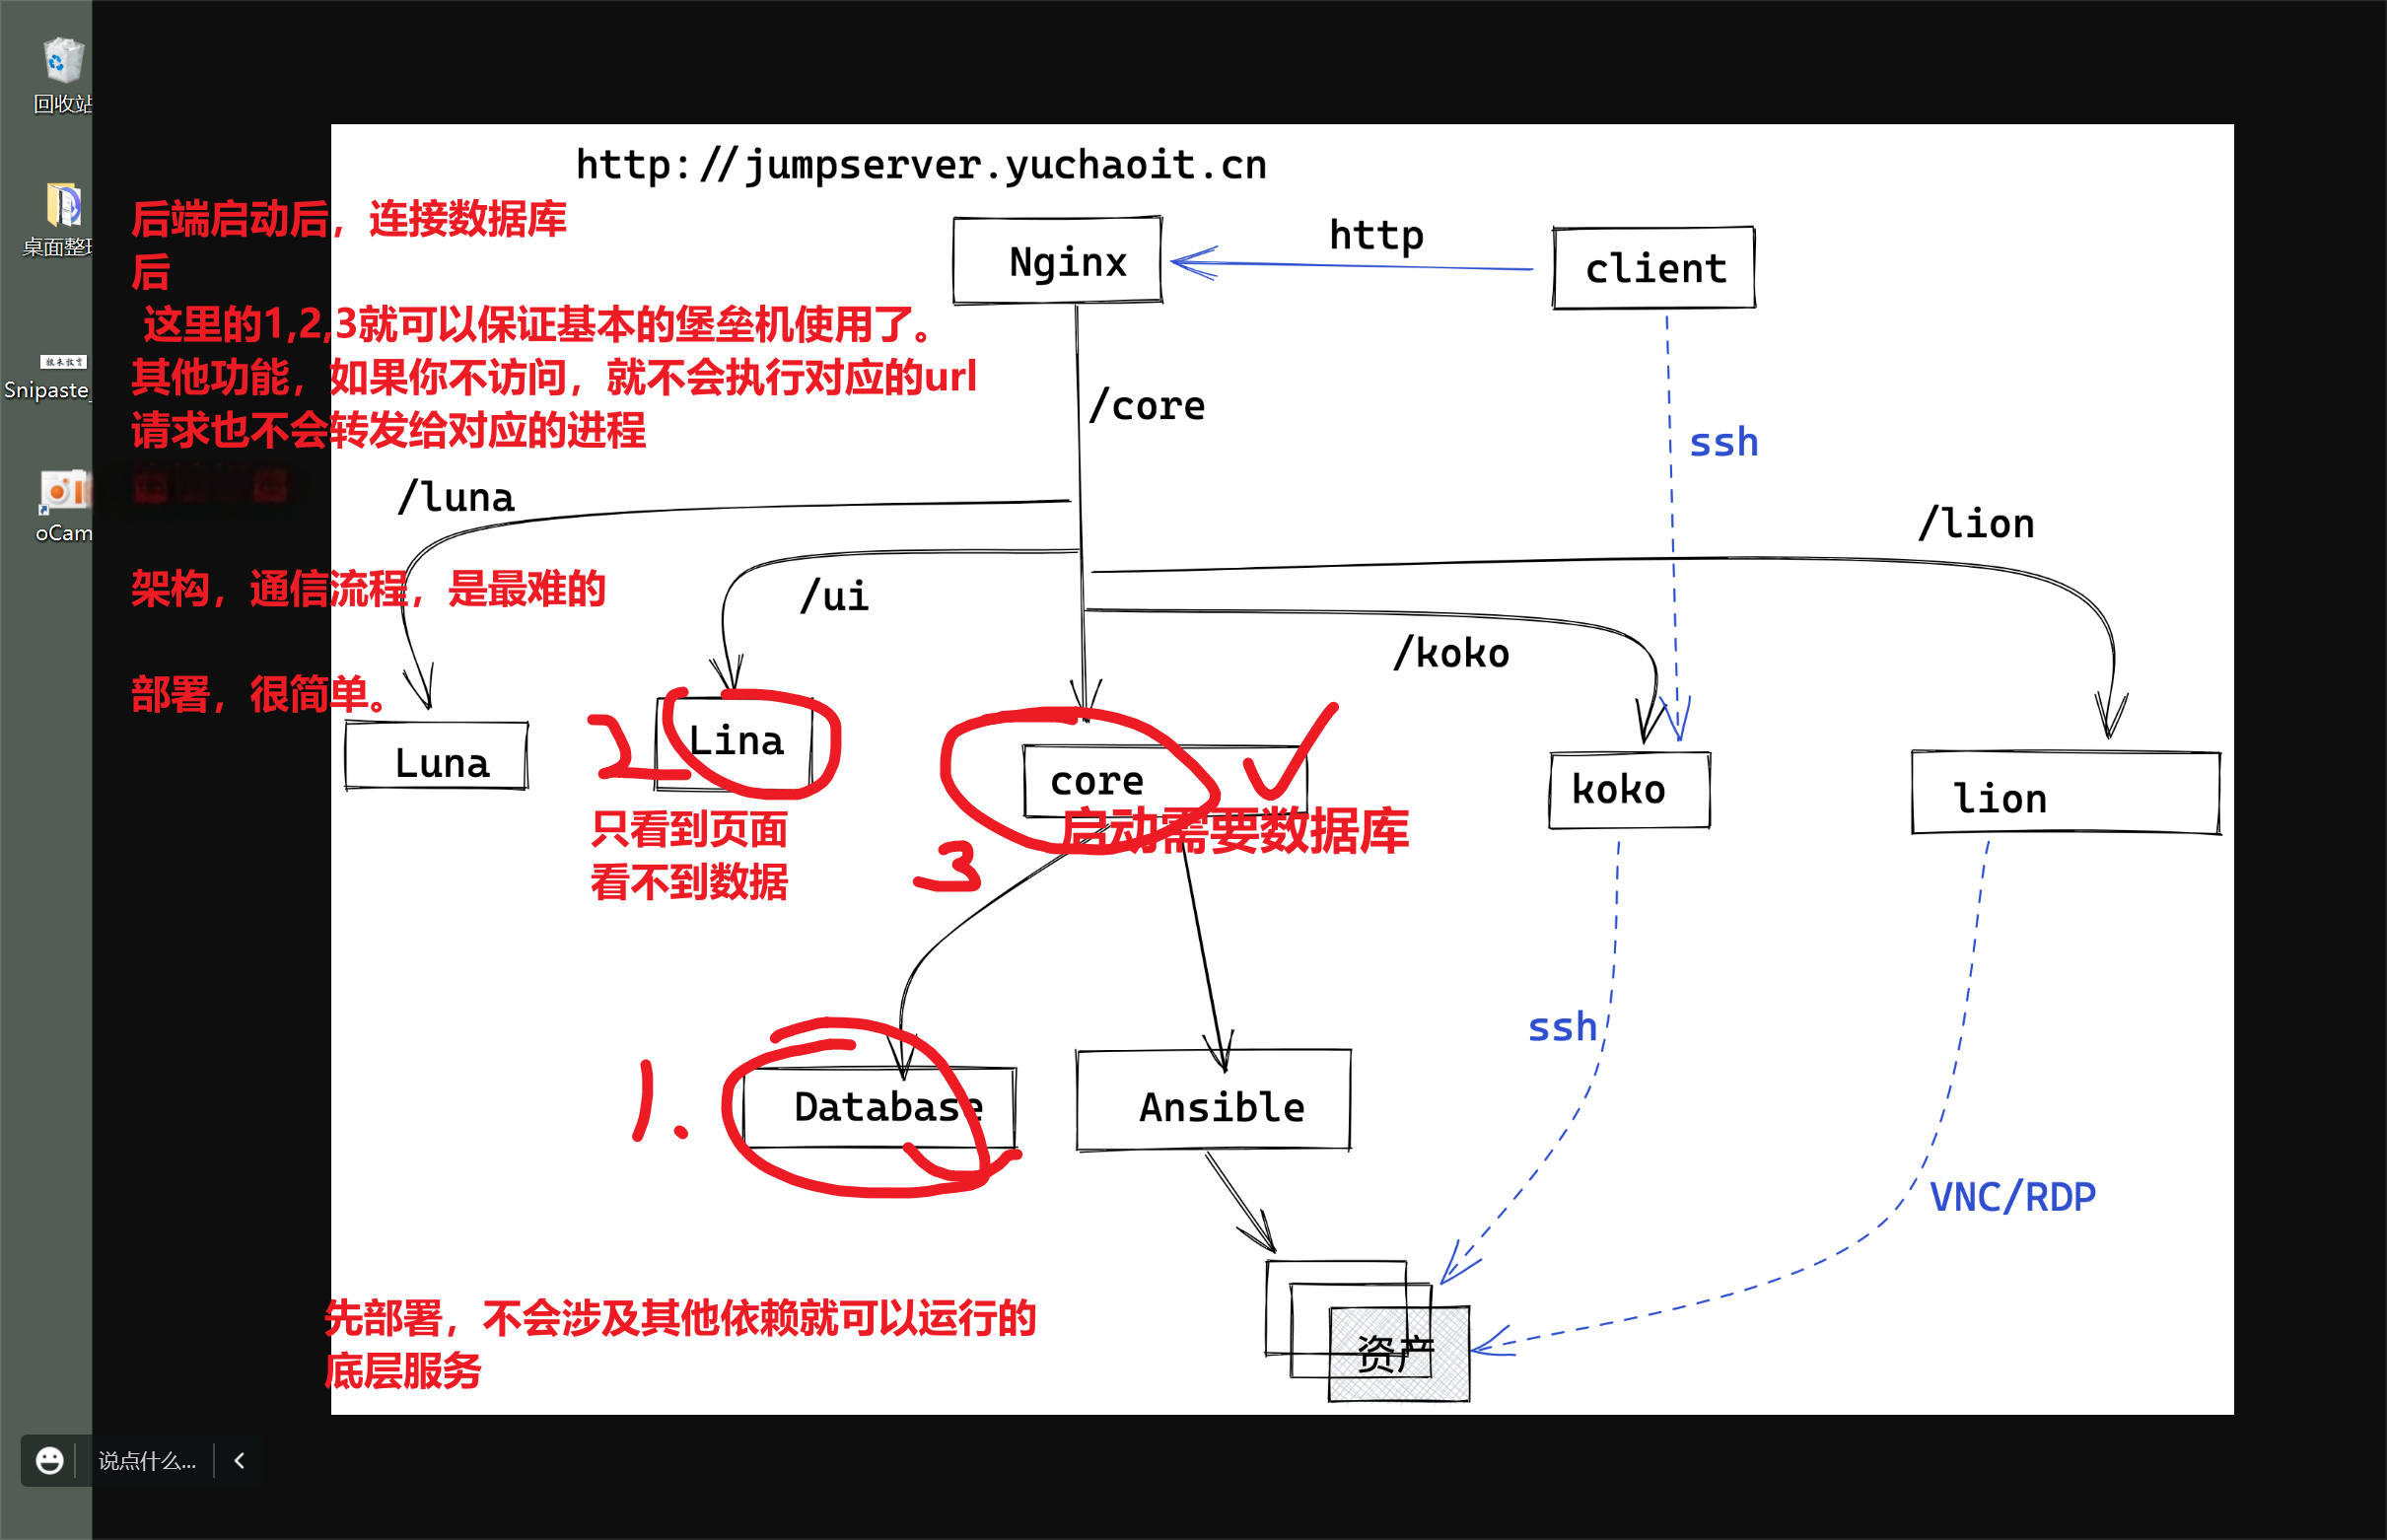 回收站
桌面整理
Snipaste_
oCam
http://jumpserver.yuchaoit.cn
后端启动后，连接数据库
后
这里的1,2,3就可以保证基本的堡垒机使用了。
其他功能，如果你不访问，就不会执行对应的url
请求也不会转发给对应的进程
架构，通信流程，是最难的
部署，很简单。
Nginx
http
client
/core
ssh
/luna
/lion
/ui
/koko
Luna
2
Lina
core
koko
lion
只看到页面
看不到数据
启动需要数据库
3
ssh
1.
Database
Ansible
VNC/RDP
资产
先部署，不会涉及其他依赖就可以运行的
底层服务
说点什么...